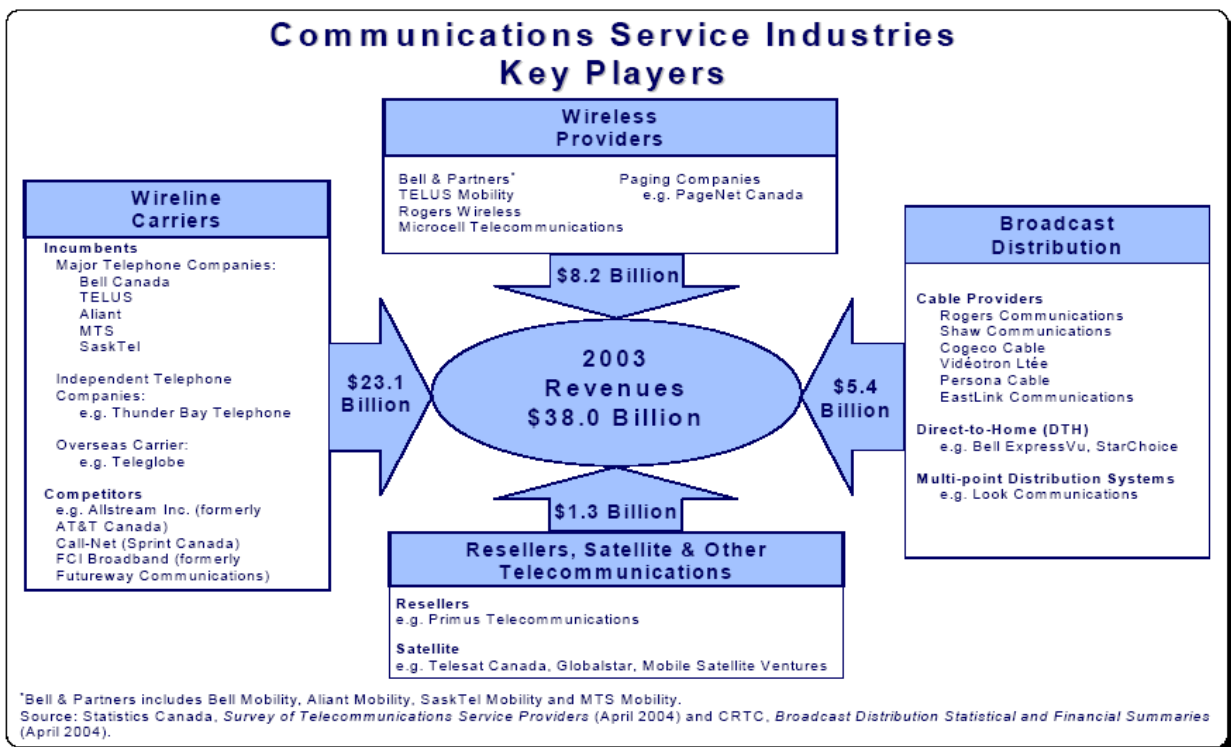 Communications Service Industries
Key Players
Wireless
Providers
Bell & Partners*
TELUS Mobility
Rogers Wireless
Microcell Telecommunications
Paging Companies
e.g. PageNet Canada
$8.2 Billion
Wireline
Carriers
Incumbents
Major Telephone Companies:
Bell Canada
TELUS
Aliant
MTS
SaskTel
Independent Telephone
Companies:
e.g. Thunder Bay Telephone
Overseas Carrier:
e.g. Teleglobe
Competitors
e.g. Allstream Inc. (formerly
AT&T Canada)
Call-Net (Sprint Canada)
FCI Broadband (formerly
Futureway Communications)
$23.1
Billion
2003
Revenues
$38.0 Billion
$5.4
Billion
Broadcast
Distribution
Cable Providers
Rogers Communications
Shaw Communications
Cogeco Cable
Vidéotron Ltée
Persona Cable
EastLink Communications
Direct-to-Home (DTH)
e.g. Bell ExpressVu, StarChoice
Multi-point Distribution Systems
e.g. Look Communications
$1.3 Billion
Resellers, Satellite & Other
Telecommunications
Resellers
e.g. Primus Telecommunications
Satellite
e.g. Telesat Canada, Globalstar, Mobile Satellite Ventures
*Bell & Partners includes Bell Mobility, Aliant Mobility, SaskTel Mobility and MTS Mobility.
Source: Statistics Canada, Survey of Telecommunications Service Providers (April 2004) and CRTC, Broadcast Distribution Statistical and Financial Summaries
(April 2004).